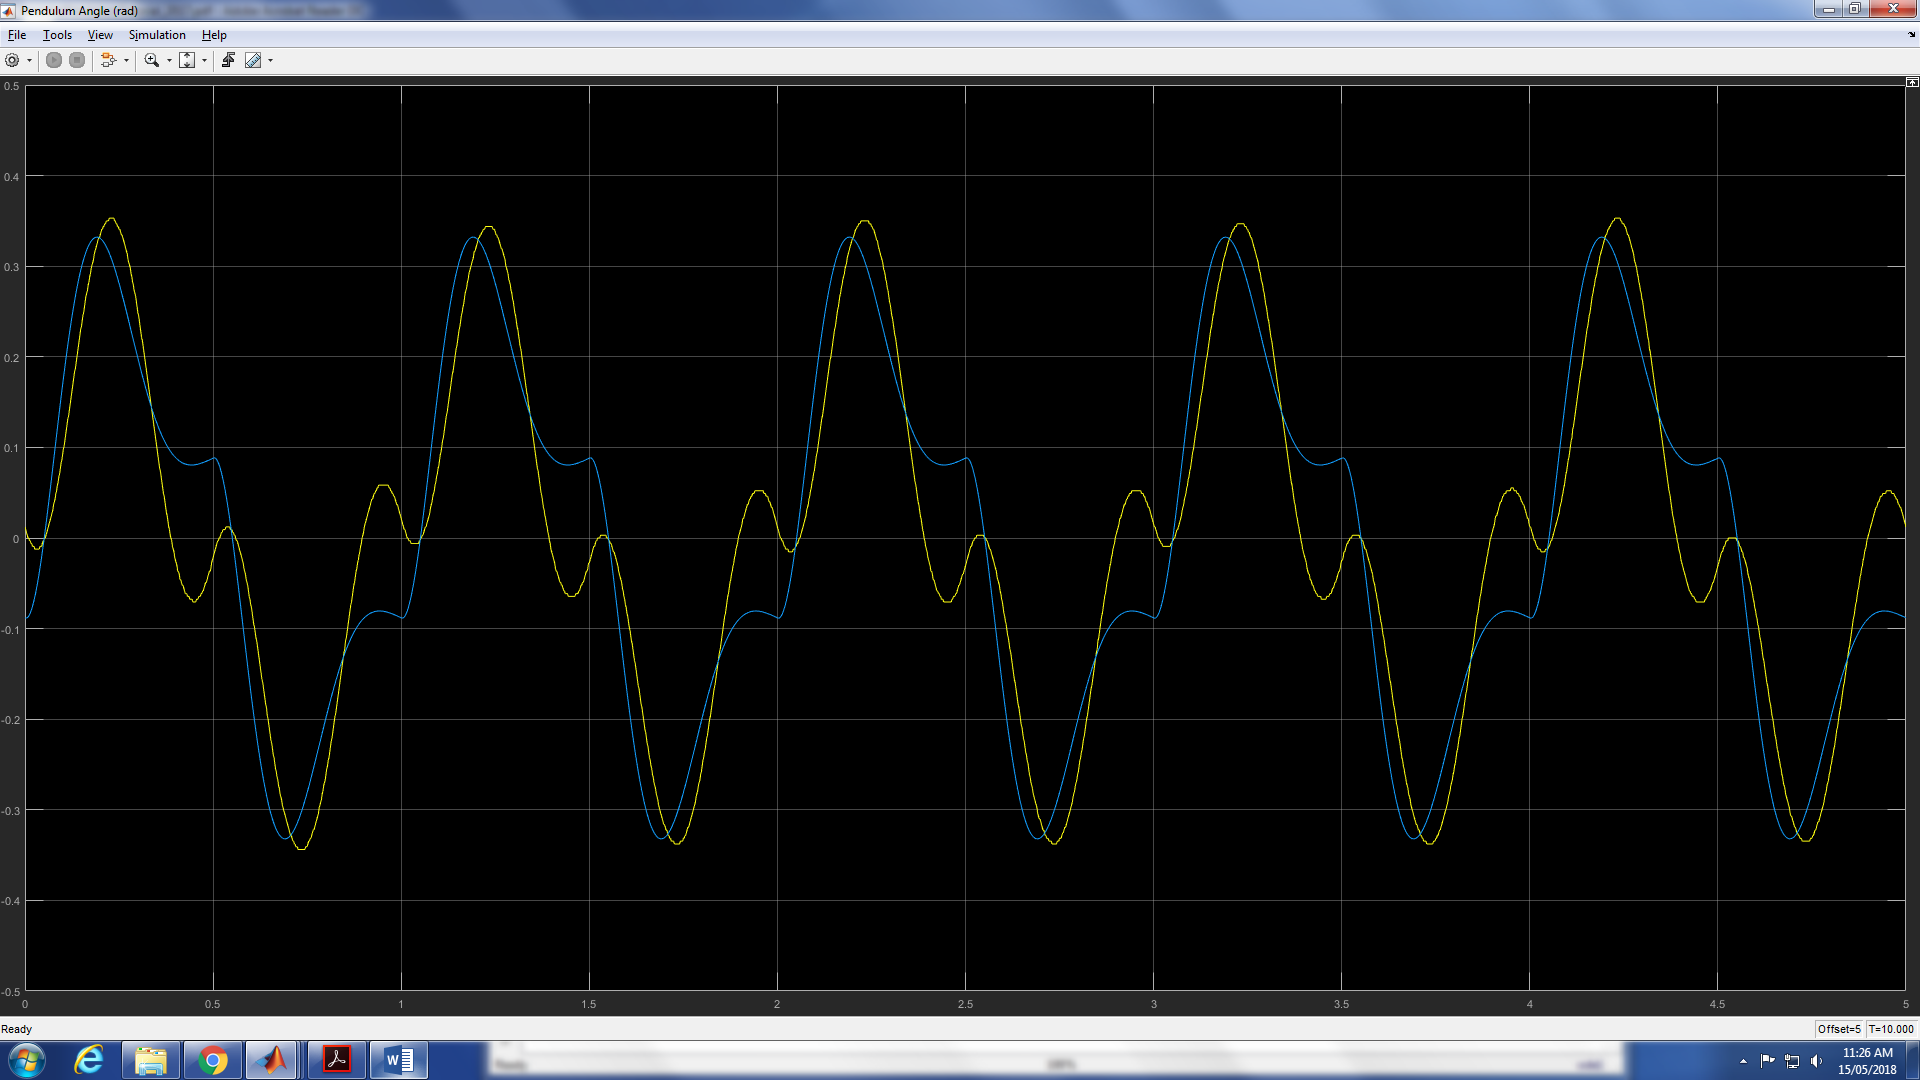 Pendulum Angle (rad)
File Tools View Simulation Help
0.5
0.4
0.3
0.2
0.1
0
-0.1
-0.2
-0.3
-0.4
-0.5
0 0.5 1 1.5 2 2.5 3 3.5 4 4.5 5
Ready Offset=5 T=10.000
11:26 AM
15/05/2018